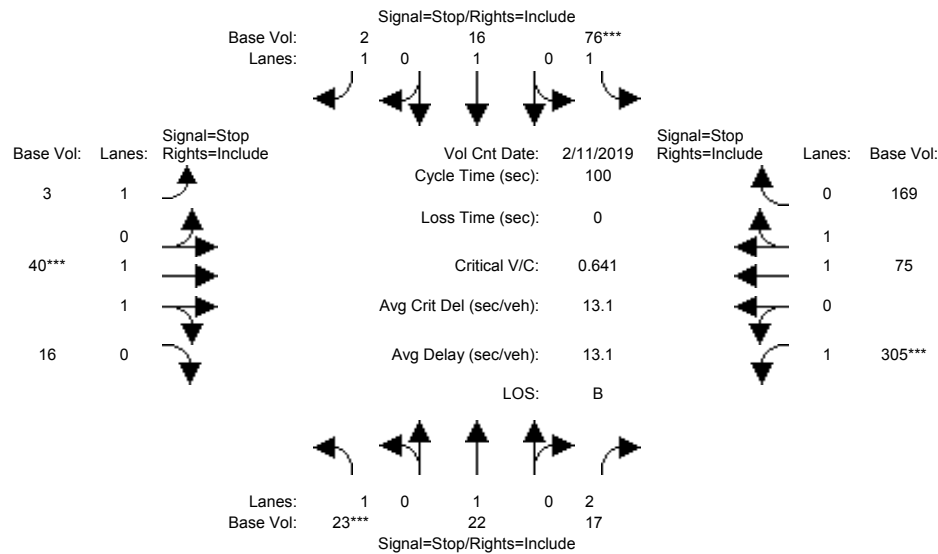 Signal=Stop/Rights=Include
Base Vol: 2 16 76***
Lanes: 1 0 1 0 1
Signal=Stop
Base Vol: Lanes: Rights=Include
Vol Cnt Date: 2/11/2019
Signal=Stop
Rights=Include Lanes: Base Vol:
Cycle Time (sec): 100
3 1
0 169
Loss Time (sec): 0
0
1
40*** 1
Critical V/C: 0.641
1 75
1
Avg Crit Del (sec/veh): 13.1
0
16 0
Avg Delay (sec/veh): 13.1
1 305***
LOS: B
Lanes: 1 0 1 0 2
Base Vol: 23*** 22 17
Signal=Stop/Rights=Include